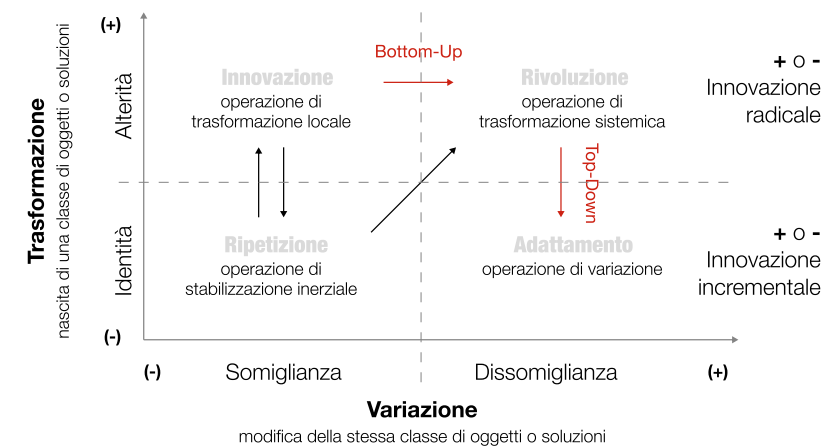 (+)
Bottom-Up
Innovazione
operazione di
trasformazione locale
Rivoluzione
operazione di
trasformazione sistemica
+ o -
Innovazione
radicale
Trasformazione
nascita di una classe di oggetti o soluzioni
Alterità
Identità
Top-Down
Ripetizione
operazione di
stabilizzazione inerziale
Adattamento
operazione di variazione
+ o -
Innovazione
incrementale
(-)
(-)
Somiglianza
Dissomiglianza
(+)
Variazione
modifica della stessa classe di oggetti o soluzioni